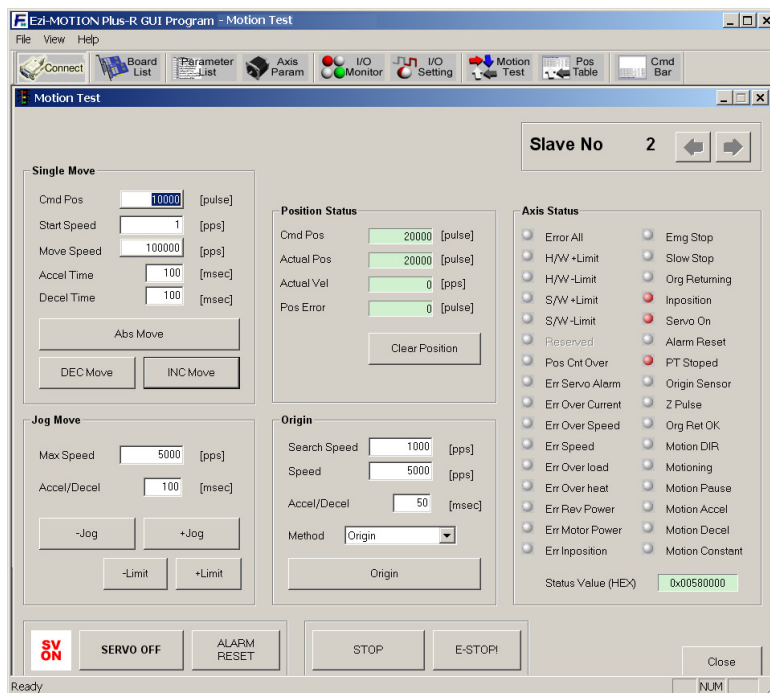 Ezi-MOTION Plus-R GUI Program - Motion Test
File View Help
Connect
Board List
Parameter List
Axis Param
I/O Monitor
I/O Setting
Motion Test
Pos Table
Cmd Bar
Motion Test
Slave No 2
Single Move
Cmd Pos 10000 [pulse]
Start Speed 1 [pps]
Move Speed 100000 [pps]
Accel Time 100 [msec]
Decel Time 100 [msec]
Abs Move
DEC Move INC Move
Position Status
Cmd Pos 20000 [pulse]
Actual Pos 20000 [pulse]
Actual Vel 0 [pps]
Pos Error 0 [pulse]
Clear Position
Axis Status
Error All
H/W +Limit
H/W -Limit
S/W +Limit
S/W -Limit
Reserved
Pos Cnt Over
Err Servo Alarm
Err Over Current
Err Over Speed
Err Speed
Err Over load
Err Over heat
Err Rev Power
Err Motor Power
Err Inposition
Emg Stop
Slow Stop
Org Returning
Inposition
Servo On
Alarm Reset
PT Stoped
Origin Sensor
Z Pulse
Org Ret OK
Motion DIR
Motioning
Motion Pause
Motion Accel
Motion Decel
Motion Constant
Status Value (HEX) 0x00580000
Jog Move
Max Speed 5000 [pps]
Accel/Decel 100 [msec]
-Jog +Jog
-Limit +Limit
Origin
Search Speed 1000 [pps]
Speed 5000 [pps]
Accel/Decel 50 [msec]
Method Origin
Origin
SV ON
SERVO OFF
ALARM RESET
STOP
E-STOP!
Close
Ready NUM